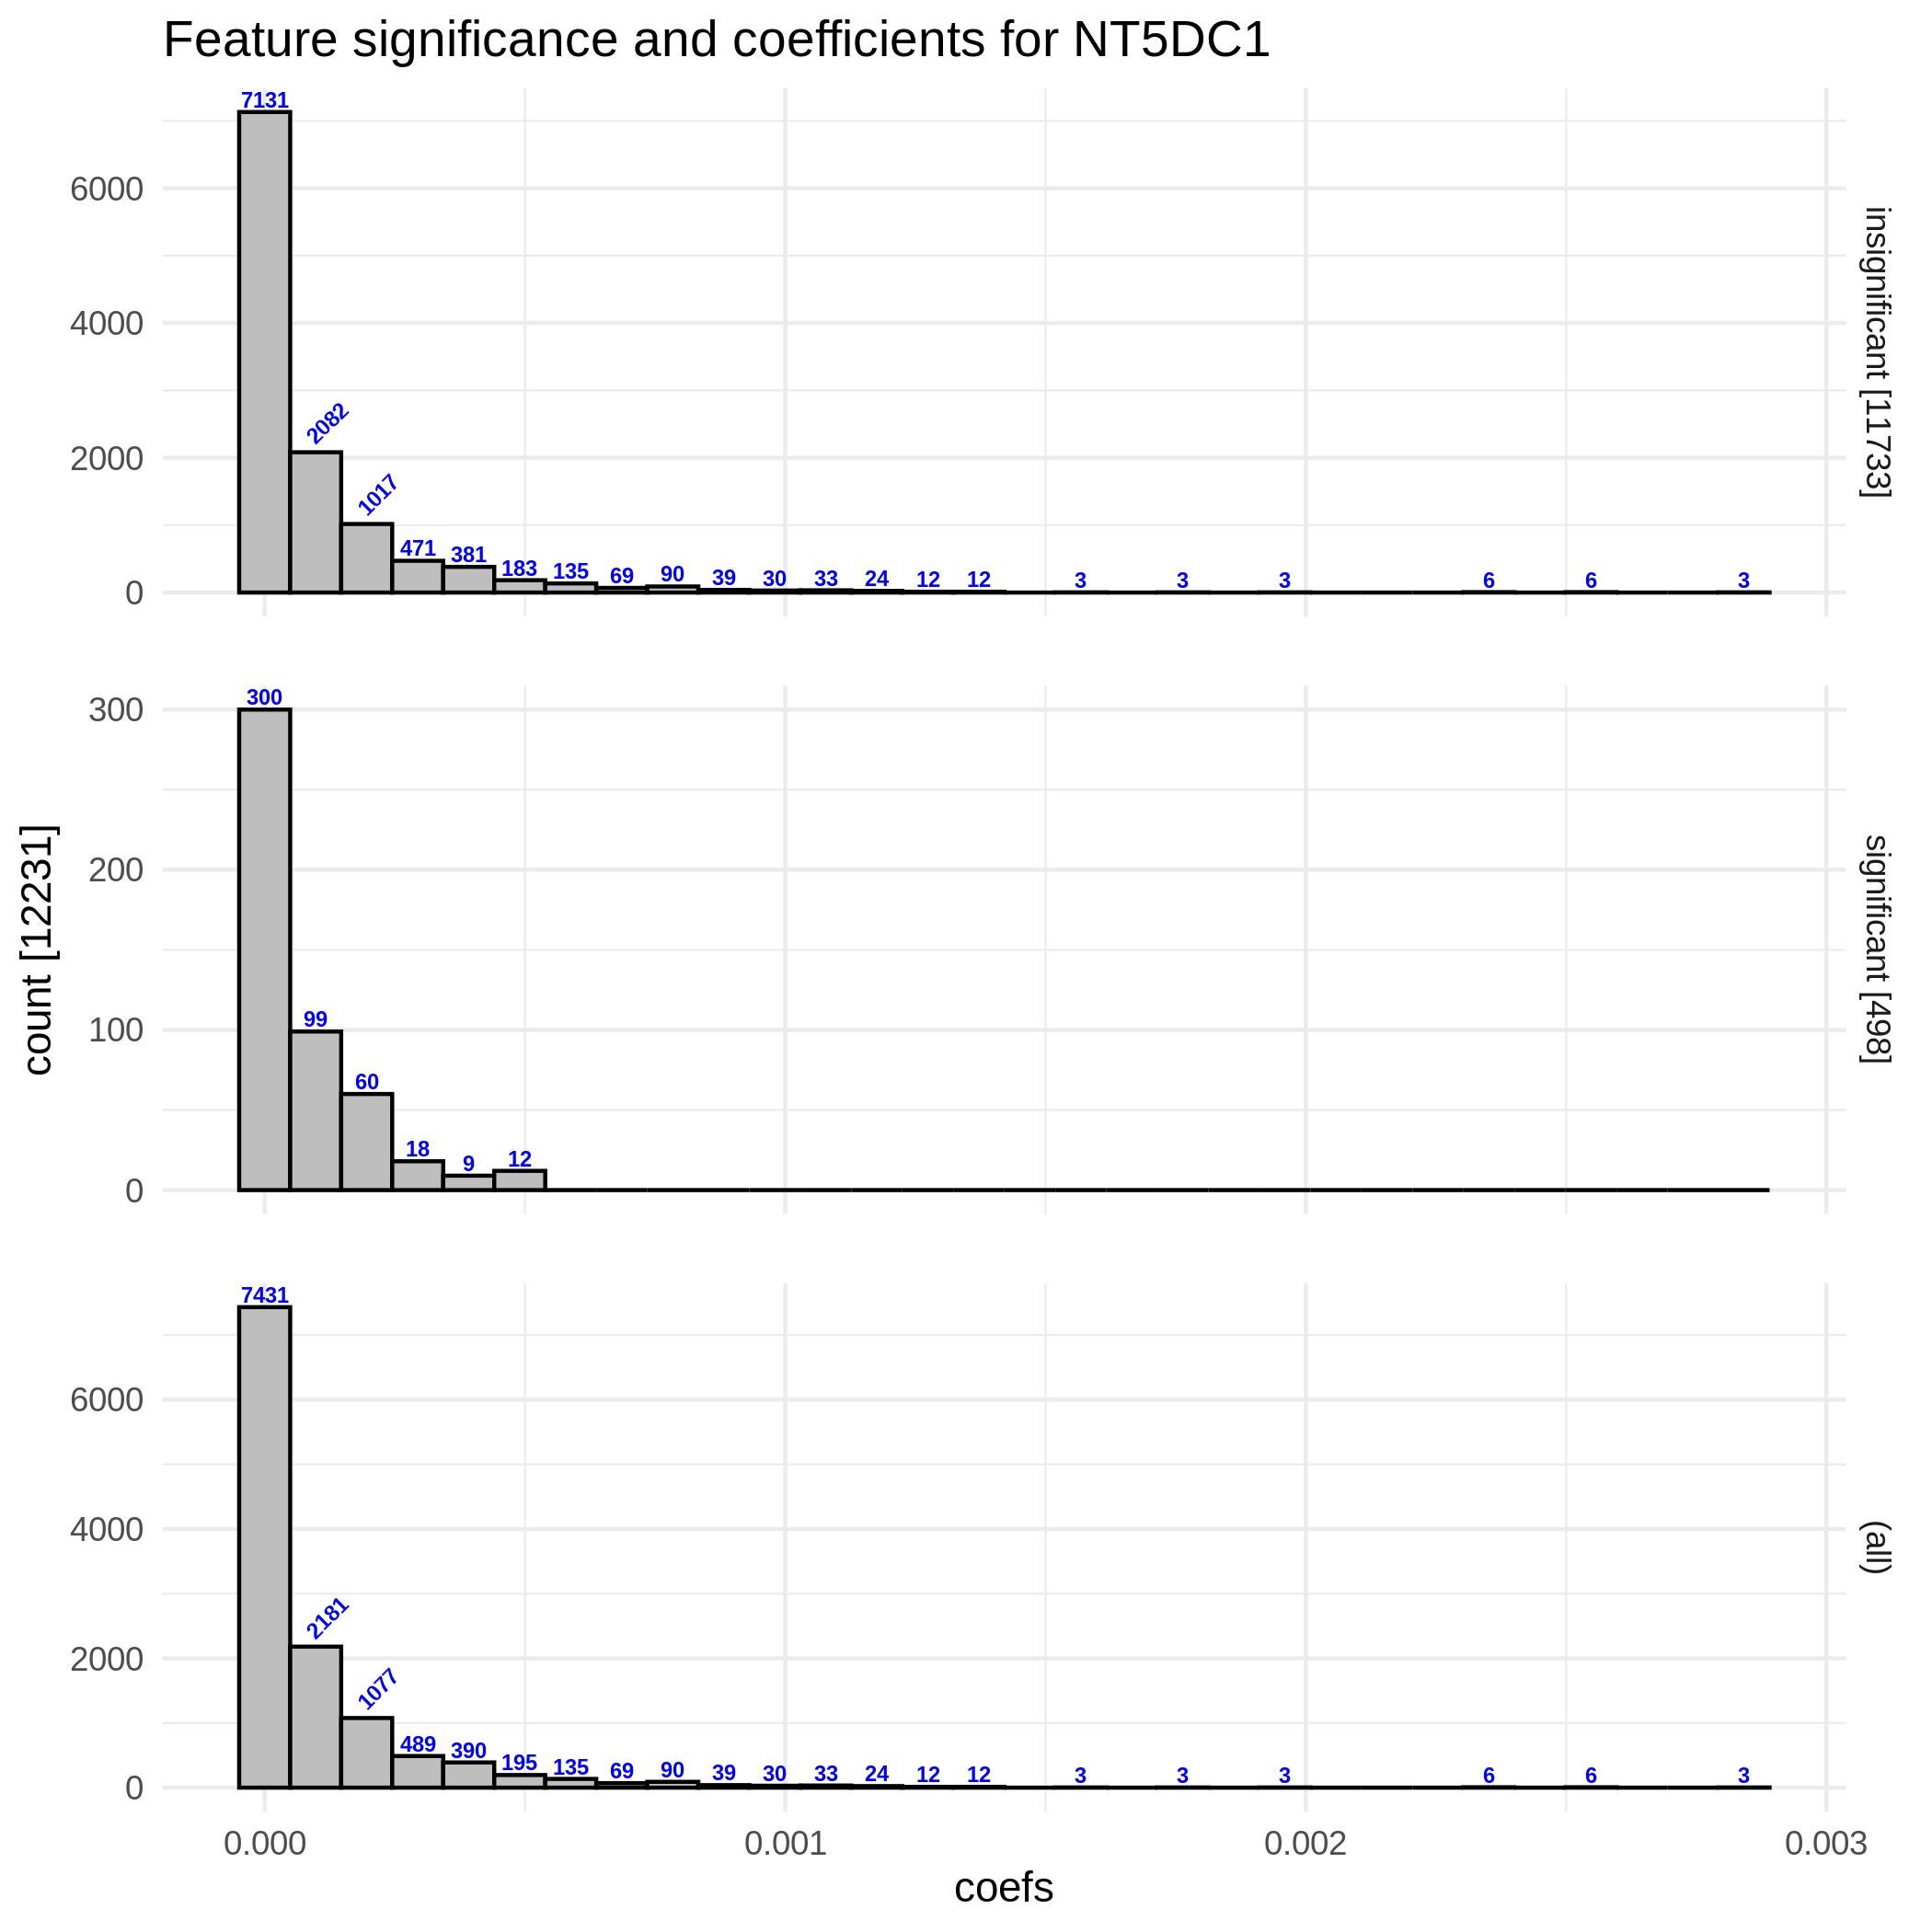 Feature significance and coefficients for NT5DC1
7131
2082
1017
471 381 183 135 69 90 39 30 33 24 12 12 3 3 3 6 6 3
6000
4000
2000
0
insignificant [11733]
300
99
60
18 9 12
300
200
100
0
significant [498]
count [12231]
7431
2181
1077
489 390 195 135 69 90 39 30 33 24 12 12 3 3 3 6 6 3
6000
4000
2000
0
(all)
0.000 0.001 0.002 0.003
coefs